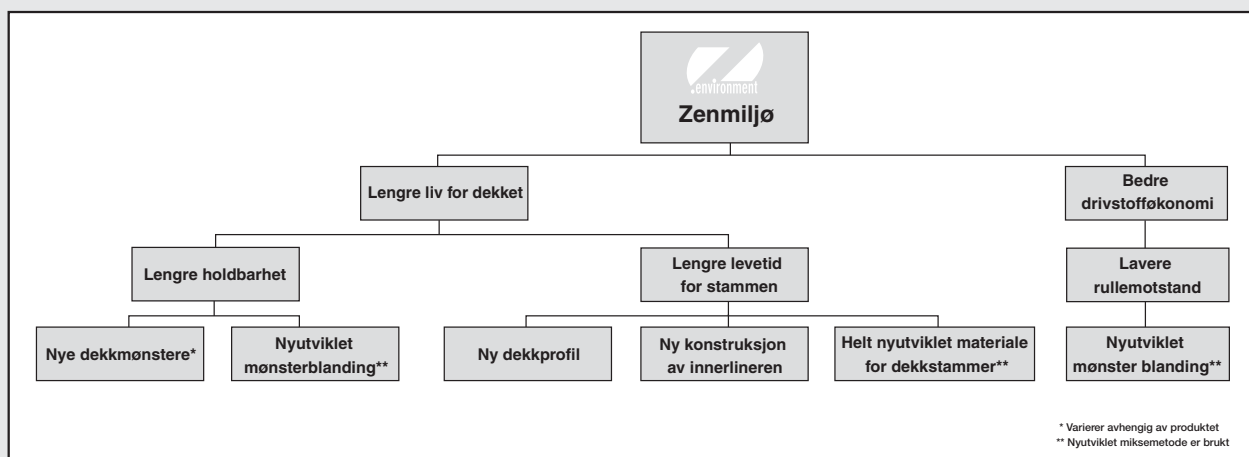 .environment
Zenmiljø
Lengre liv for dekket
Bedre
drivstofføkonomi
Lengre holdbarhet
Lengre levetid
for stammen
Lavere
rullemotstand
Nye dekkmønstere*
Nyutviklet
mønsterblanding**
Ny dekkprofil
Ny konstruksjon
av innerlineren
Helt nyutviklet materiale
for dekkstammer**
Nyutviklet
mønster blanding**
* Varierer avhengig av produktet
** Nyutviklet miksemetode er brukt